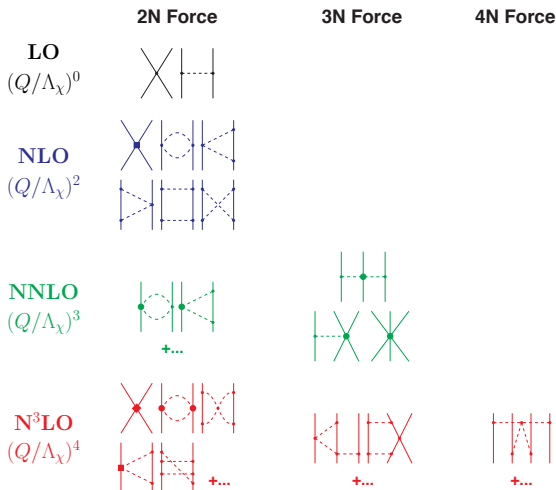 2N Force 3N Force 4N Force
LO
(Q/Λχ)⁰
NLO
(Q/Λχ)²
NNLO
(Q/Λχ)³
+...
N³LO
(Q/Λχ)⁴
+... +... +...